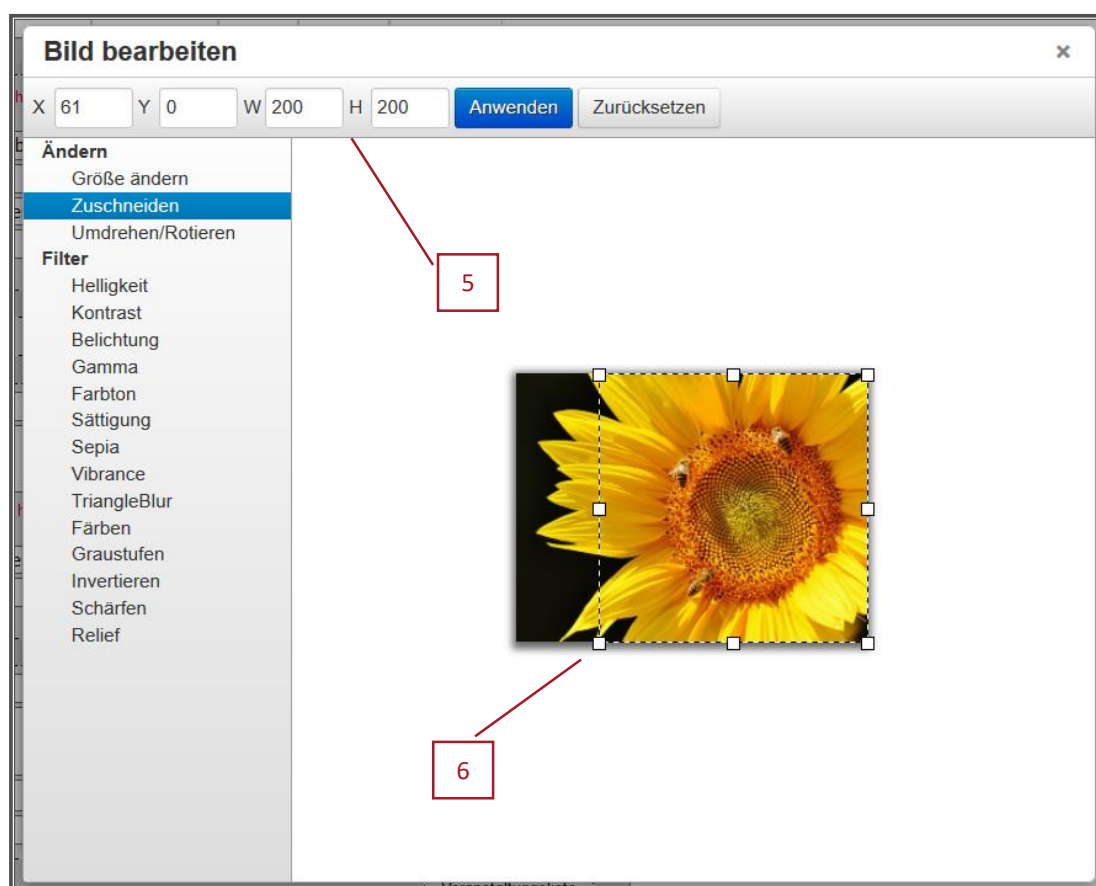 Bild bearbeiten ×
X 61 Y 0 W 200 H 200 Anwenden Zurücksetzen
Ändern
Größe ändern
Zuschneiden
Umdrehen/Rotieren
Filter
Helligkeit
Kontrast
Belichtung
Gamma
Farbton
Sättigung
Sepia
Vibrance
TriangleBlur
Färben
Graustufen
Invertieren
Schärfen
Relief
5
6